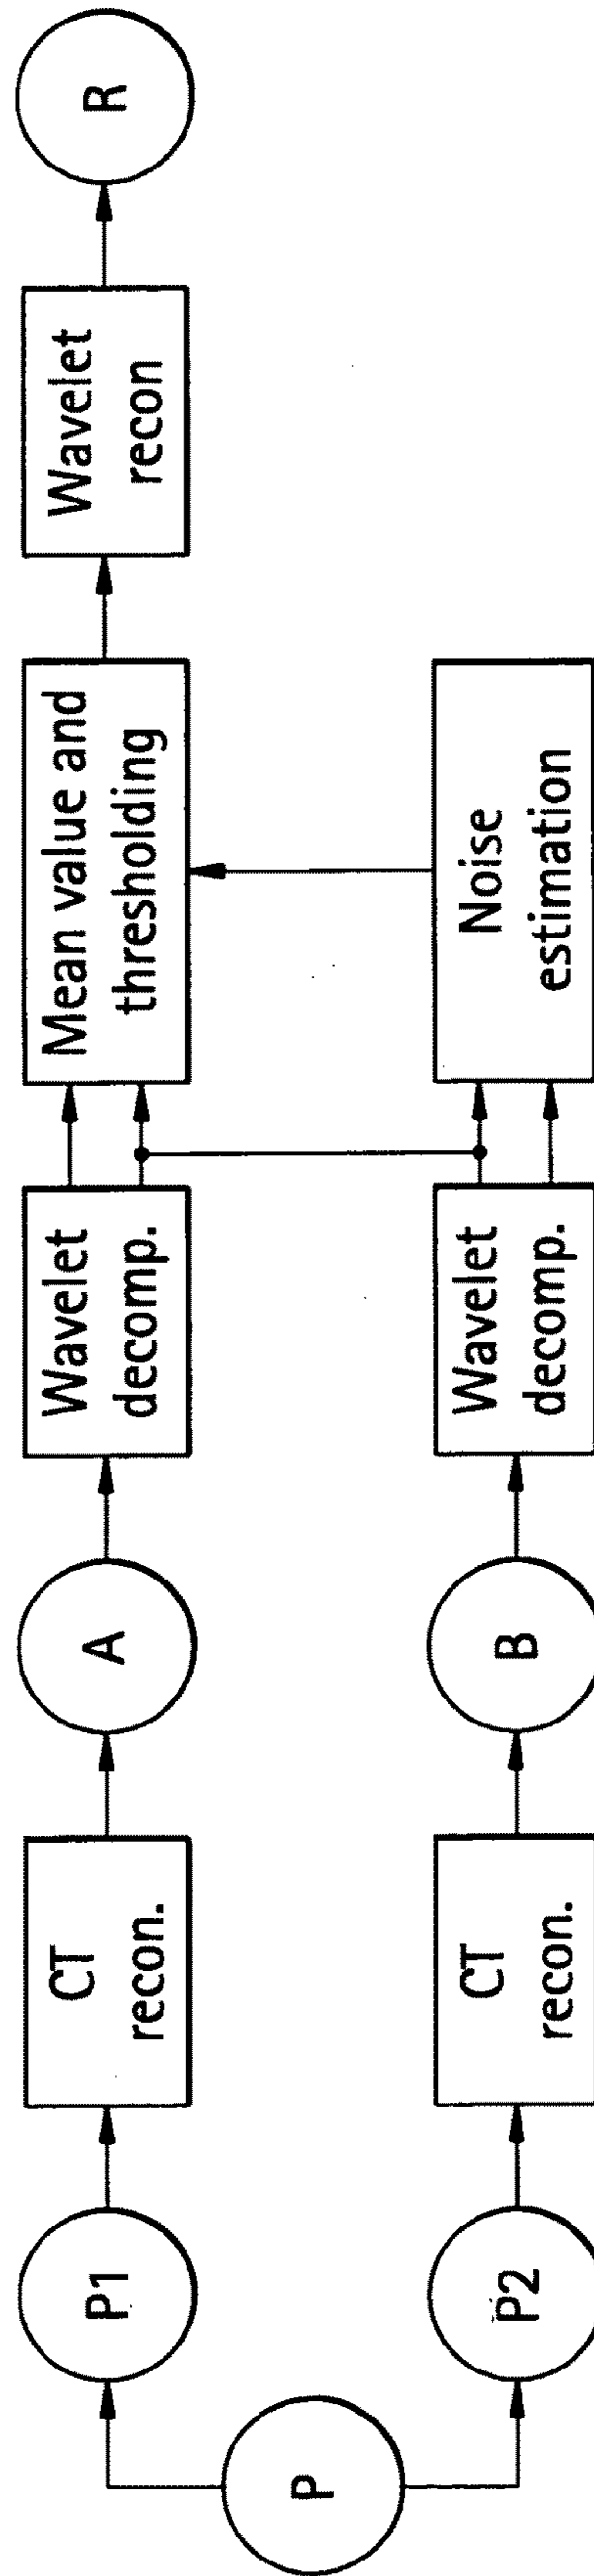 P
P1
CT
recon.
A
Wavelet
decomp.
Mean value and
thresholding
Wavelet
recon
R
P2
CT
recon.
B
Wavelet
decomp.
Noise
estimation